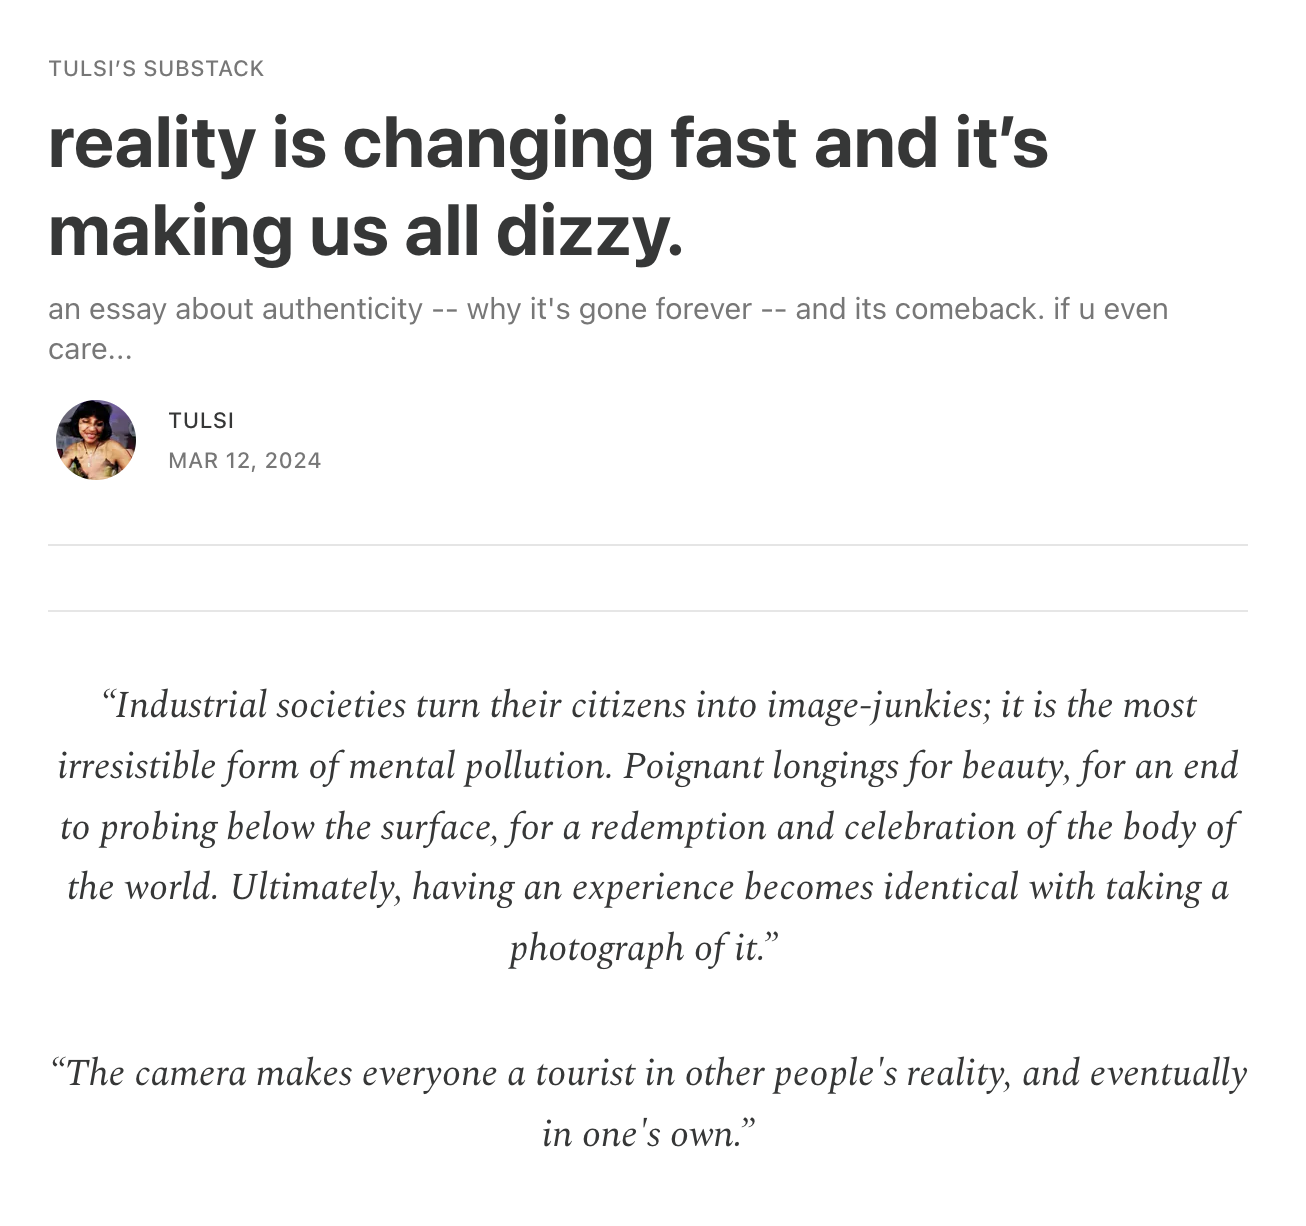 TULSI’S SUBSTACK
reality is changing fast and it’s
making us all dizzy.
an essay about authenticity -- why it's gone forever -- and its comeback. if u even
care...
TULSI
MAR 12, 2024
“Industrial societies turn their citizens into image-junkies; it is the most
irresistible form of mental pollution. Poignant longings for beauty, for an end
to probing below the surface, for a redemption and celebration of the body of
the world. Ultimately, having an experience becomes identical with taking a
photograph of it.”
“The camera makes everyone a tourist in other people's reality, and eventually
in one's own.”